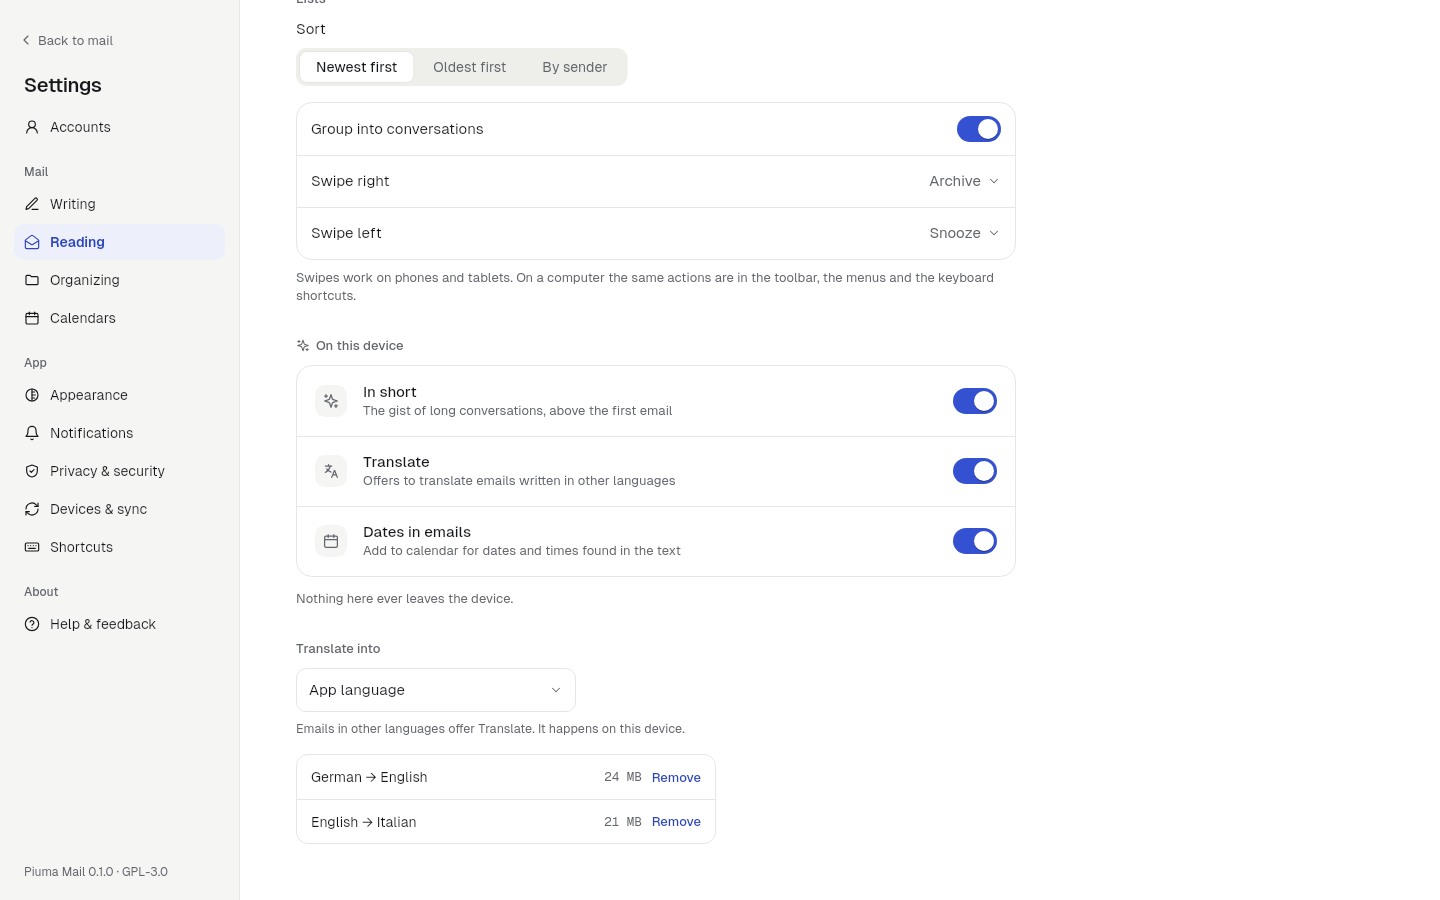 Back to mail
Settings
Accounts
Mail
Writing
Reading
Organizing
Calendars
App
Appearance
Notifications
Privacy & security
Devices & sync
Shortcuts
About
Help & feedback
Piuma Mail 0.1.0 · GPL-3.0
Lists
Sort
Newest first
Oldest first
By sender
Group into conversations
Swipe right
Archive
Swipe left
Snooze
Swipes work on phones and tablets. On a computer the same actions are in the toolbar, the menus and the keyboard
shortcuts.
On this device
In short
The gist of long conversations, above the first email
Translate
Offers to translate emails written in other languages
Dates in emails
Add to calendar for dates and times found in the text
Nothing here ever leaves the device.
Translate into
App language
Emails in other languages offer Translate. It happens on this device.
German → English 24 MB Remove
English → Italian 21 MB Remove